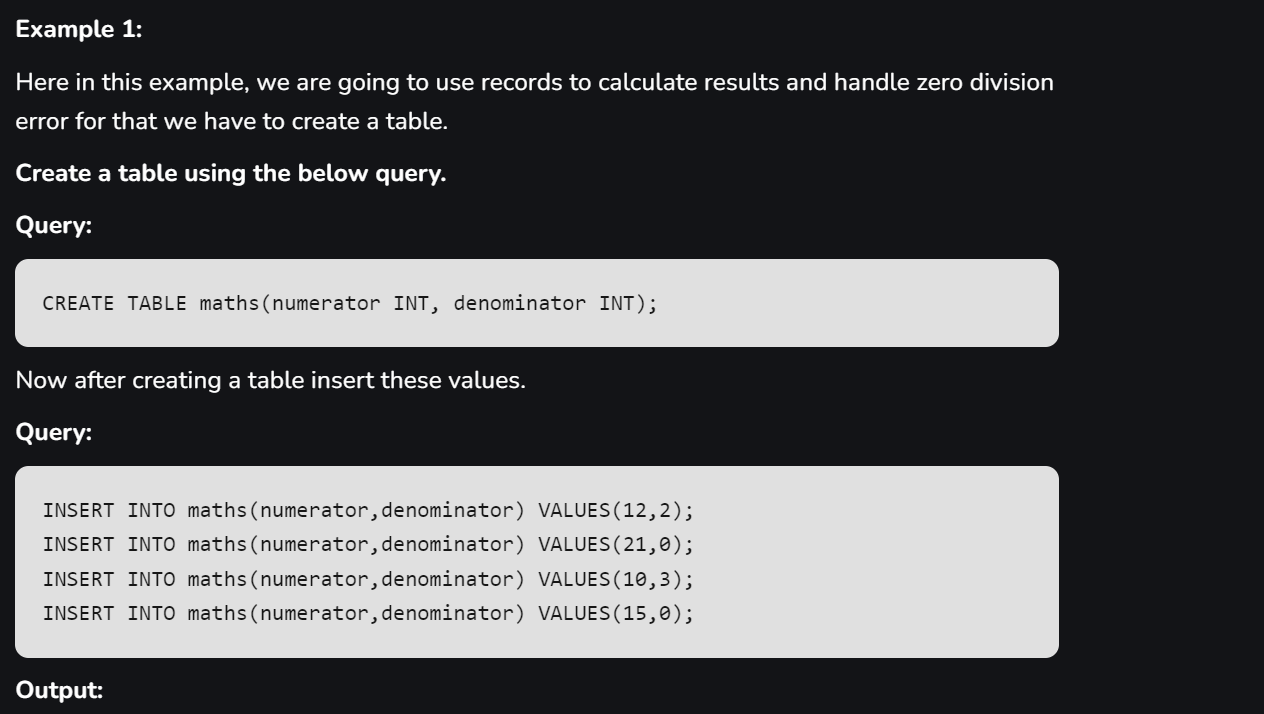 Example 1:
Here in this example, we are going to use records to calculate results and handle zero division
error for that we have to create a table.
Create a table using the below query.
Query:
CREATE TABLE maths(numerator INT, denominator INT);
Now after creating a table insert these values.
Query:
INSERT INTO maths(numerator,denominator) VALUES(12,2);
INSERT INTO maths(numerator,denominator) VALUES(21,0);
INSERT INTO maths(numerator,denominator) VALUES(10,3);
INSERT INTO maths(numerator,denominator) VALUES(15,0);
Output: